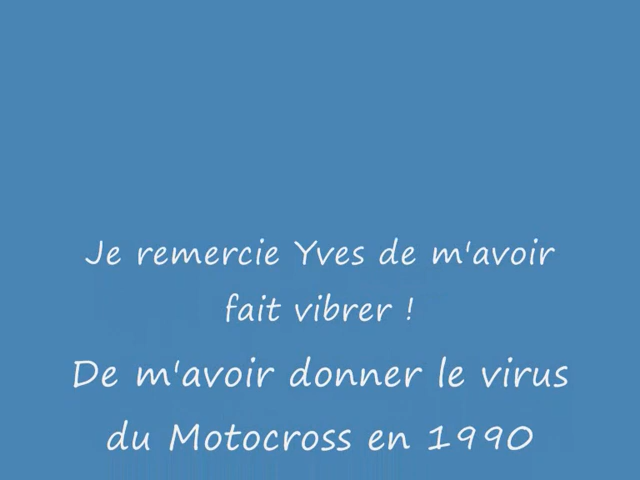 Je remercie Yves de m'avoir
fait vibrer !
De m'avoir donner le virus
du Motocross en 1990